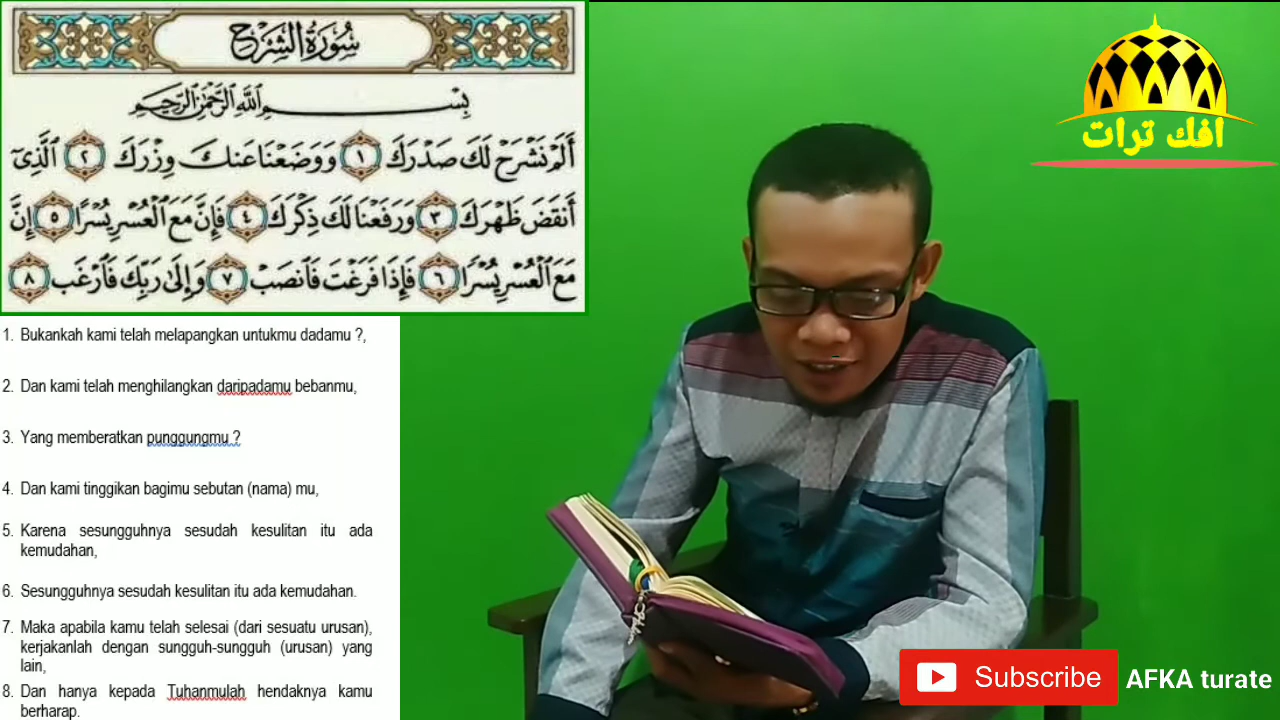 سُورَةُ الشَّرْحِ
بِسْمِ اللَّهِ الرَّحْمَٰنِ الرَّحِيمِ
أَلَمْ نَشْرَحْ لَكَ صَدْرَكَ ١ وَوَضَعْنَا عَنكَ وِزْرَكَ ٢ الَّذِىٓ
أَنقَضَ ظَهْرَكَ ٣ وَرَفَعْنَا لَكَ ذِكْرَكَ ٤ فَإِنَّ مَعَ الْعُسْرِ يُسْرًا ٥ إِنَّ
مَعَ الْعُسْرِ يُسْرًا ٦ فَإِذَا فَرَغْتَ فَانصَبْ ٧ وَإِلَىٰ رَبِّكَ فَارْغَب ٨
1. Bukankah kami telah melapangkan untukmu dadamu ?,
2. Dan kami telah menghilangkan daripadamu bebanmu,
3. Yang memberatkan punggungmu ?
4. Dan kami tinggikan bagimu sebutan (nama) mu,
5. Karena sesungguhnya sesudah kesulitan itu ada
kemudahan,
6. Sesungguhnya sesudah kesulitan itu ada kemudahan.
7. Maka apabila kamu telah selesai (dari sesuatu urusan),
kerjakanlah dengan sungguh-sungguh (urusan) yang
lain,
8. Dan hanya kepada Tuhanmulah hendaknya kamu
berharap.
افك ترات
Subscribe
AFKA turate